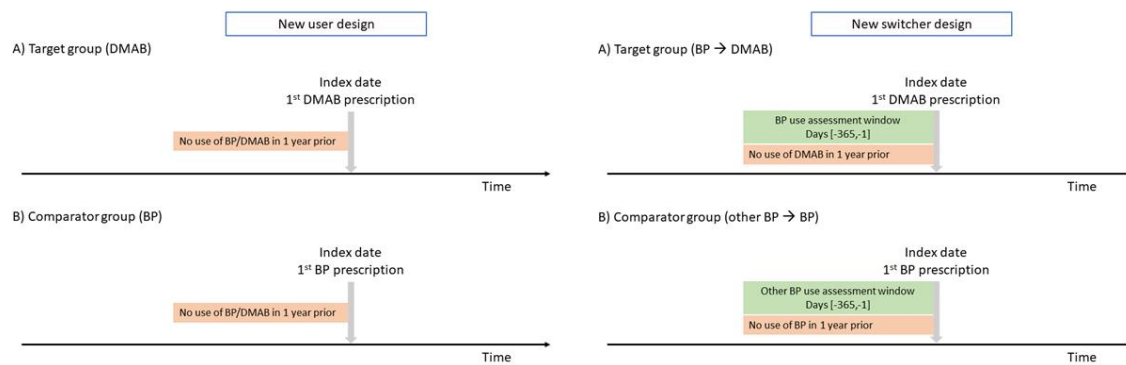 New user design
A) Target group (DMAB)
Index date
1st DMAB prescription
No use of BP/DMAB in 1 year prior
Time
B) Comparator group (BP)
Index date
1st BP prescription
No use of BP/DMAB in 1 year prior
Time
New switcher design
A) Target group (BP → DMAB)
Index date
1st DMAB prescription
BP use assessment window
Days [-365,-1]
No use of DMAB in 1 year prior
Time
B) Comparator group (other BP → BP)
Index date
1st BP prescription
Other BP use assessment window
Days [-365,-1]
No use of BP in 1 year prior
Time